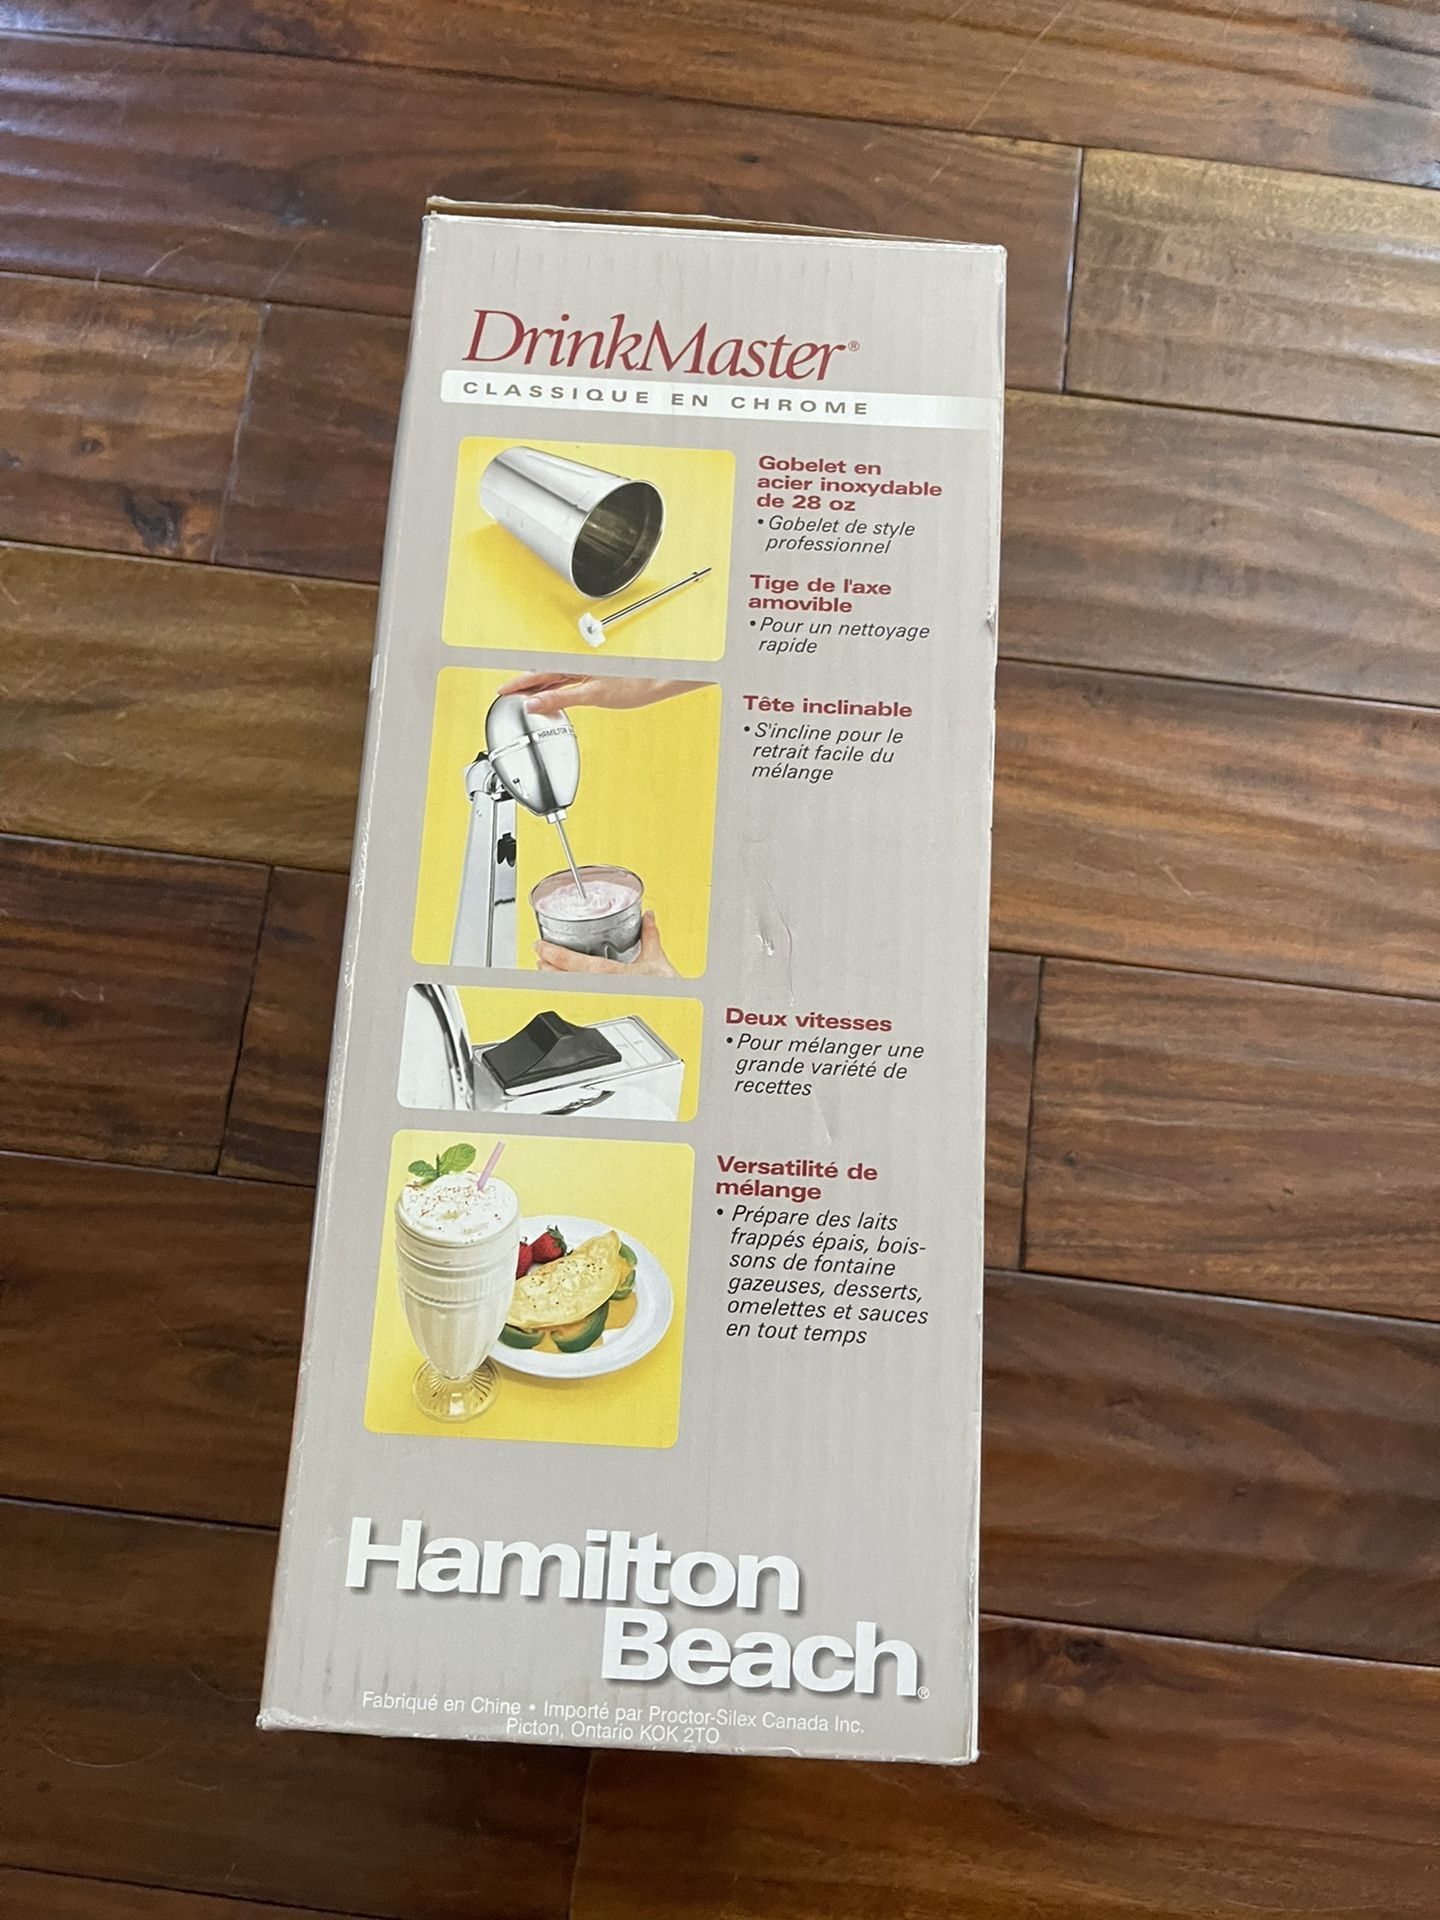 DrinkMaster®
CLASSIQUE EN CHROME
Gobelet en
acier inoxydable
de 28 oz
• Gobelet de style
professionnel
Tige de l'axe
amovible
• Pour un nettoyage
rapide
HAMILTON
Tête inclinable
• S'incline pour le
retrait facile du
mélange
Deux vitesses
• Pour mélanger une
grande variété de
recettes
2 1
Versatilité de
mélange
• Prépare des laits
frappés épais, bois-
sons de fontaine
gazeuses, desserts,
omelettes et sauces
en tout temps
Hamilton
Beach®
Fabriqué en Chine • Importé par Proctor-Silex Canada Inc.
Picton, Ontario KOK 2TO